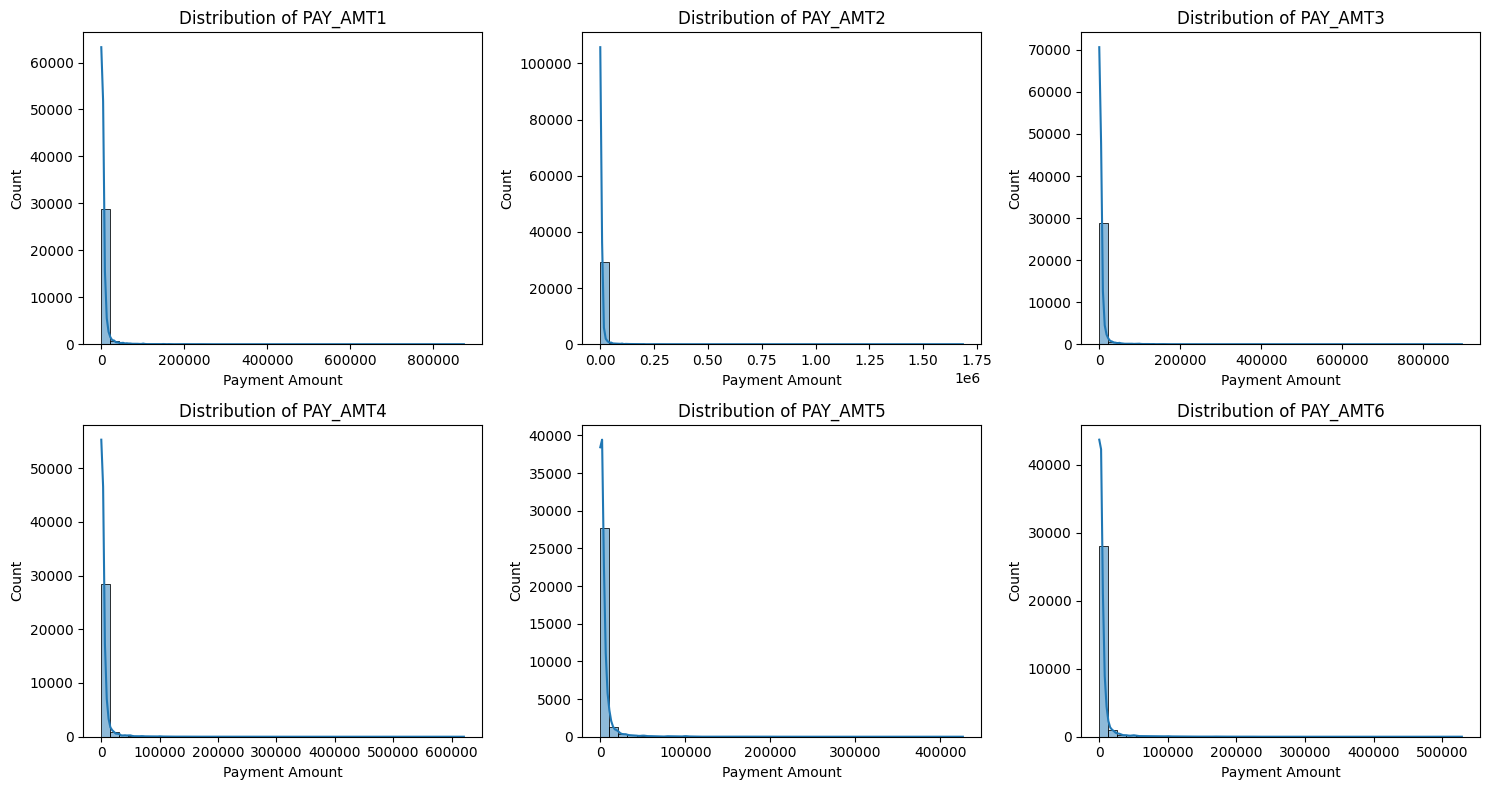 Distribution of PAY_AMT1
Count
60000
50000
40000
30000
20000
10000
0
0 200000 400000 600000 800000
Payment Amount
Distribution of PAY_AMT2
Count
100000
80000
60000
40000
20000
0
0.00 0.25 0.50 0.75 1.00 1.25 1.50 1.75
1e6
Payment Amount
Distribution of PAY_AMT3
Count
70000
60000
50000
40000
30000
20000
10000
0
0 200000 400000 600000 800000
Payment Amount
Distribution of PAY_AMT4
Count
50000
40000
30000
20000
10000
0
0 100000 200000 300000 400000 500000 600000
Payment Amount
Distribution of PAY_AMT5
Count
40000
35000
30000
25000
20000
15000
10000
5000
0
0 100000 200000 300000 400000
Payment Amount
Distribution of PAY_AMT6
Count
40000
30000
20000
10000
0
0 100000 200000 300000 400000 500000
Payment Amount